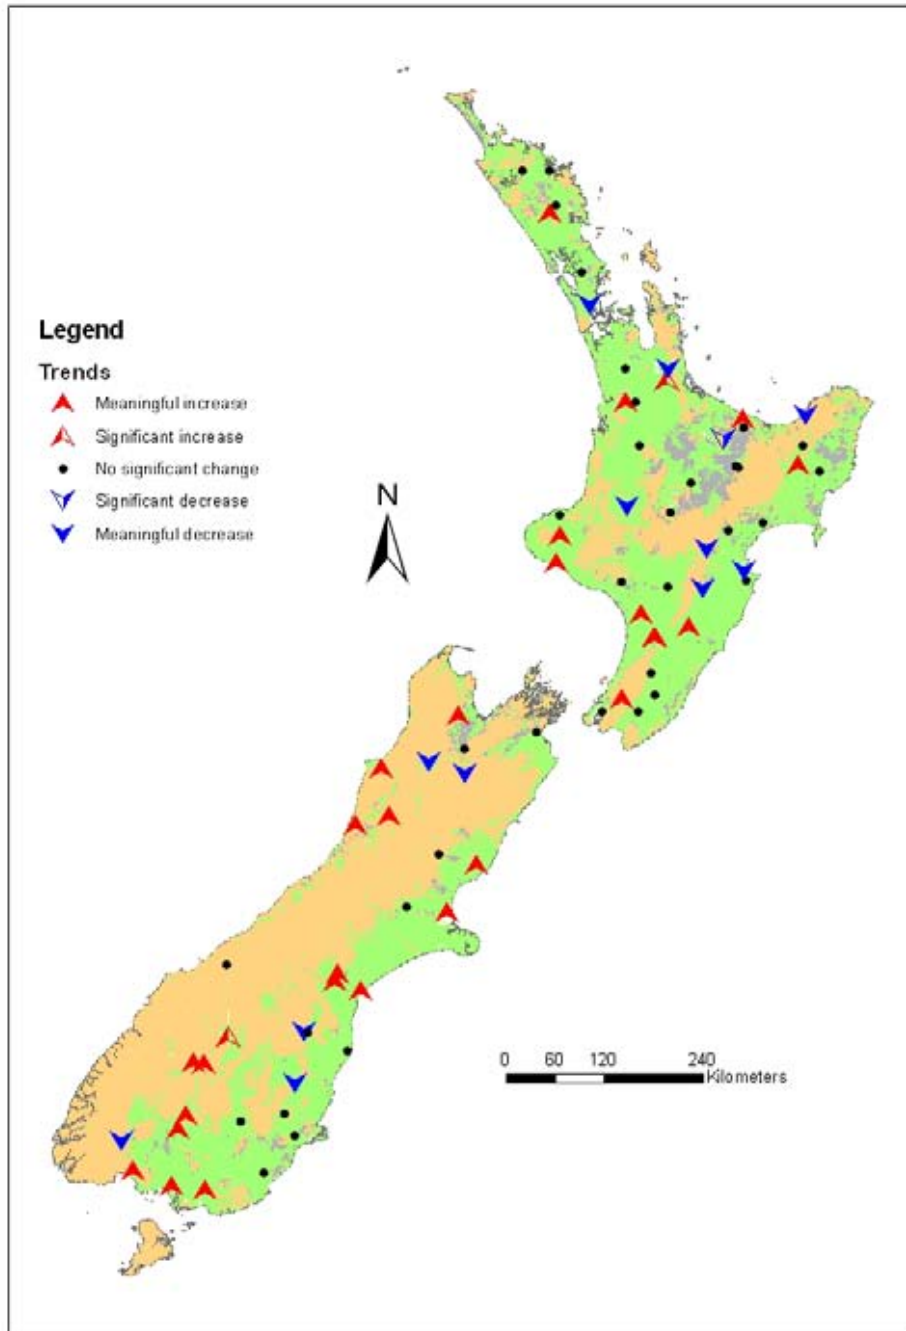 Legend
Trends
Meaningful increase
Significant increase
No significant change
Significant decrease
Meaningful decrease
N
0 60 120 240
Kilometers